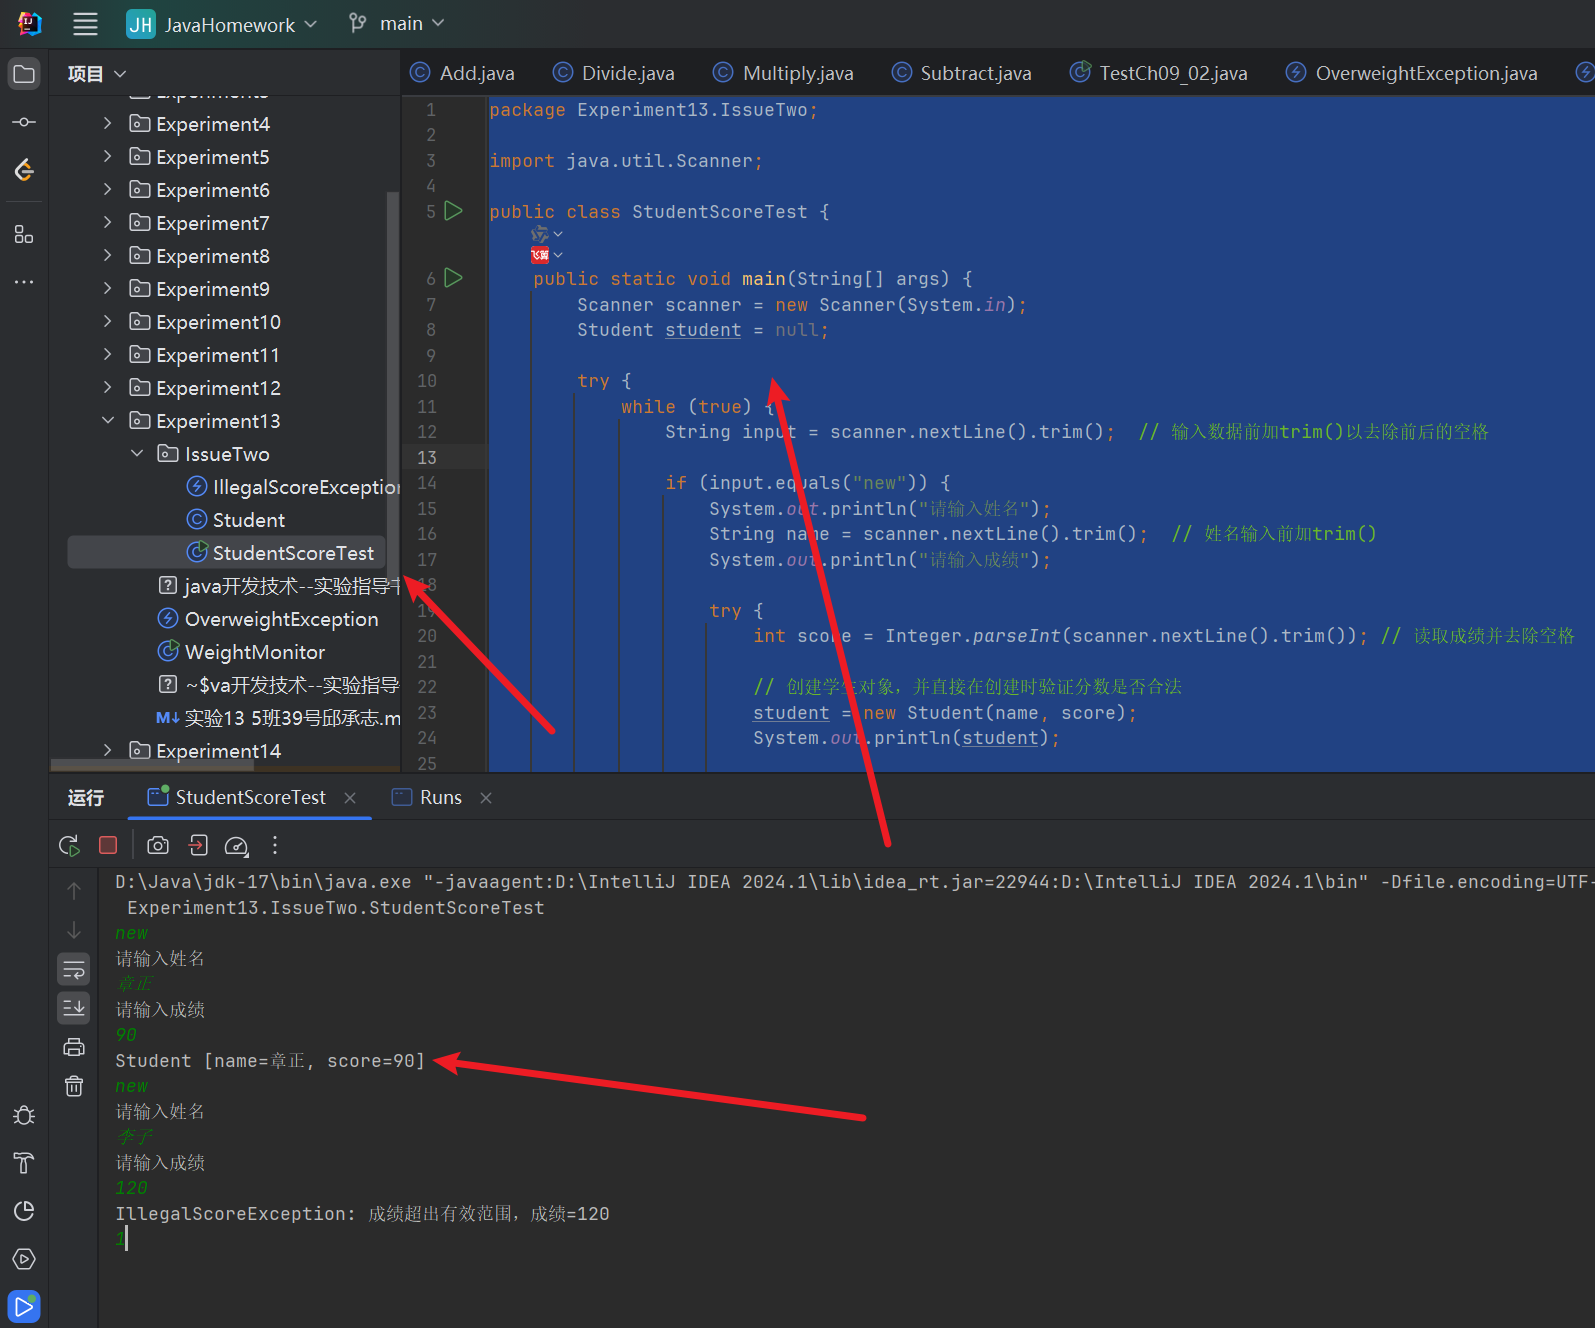 JH JavaHomework main
项目
Add.java Divide.java Multiply.java Subtract.java TestCh09_02.java OverweightException.java
Experiment4
Experiment5
Experiment6
Experiment7
Experiment8
Experiment9
Experiment10
Experiment11
Experiment12
Experiment13
IssueTwo
IllegalScoreException
Student
StudentScoreTest
java开发技术--实验指导书
OverweightException
WeightMonitor
~$va开发技术--实验指导
M↓ 实验13 5班39号邱承志.m
Experiment14
1 package Experiment13.IssueTwo;
2
3 import java.util.Scanner;
4
5 public class StudentScoreTest {
飞算
6 public static void main(String[] args) {
7 Scanner scanner = new Scanner(System.in);
8 Student student = null;
9
10 try {
11 while (true) {
12 String input = scanner.nextLine().trim(); // 输入数据前加trim()以去除前后的空格
13
14 if (input.equals("new")) {
15 System.out.println("请输入姓名");
16 String name = scanner.nextLine().trim(); // 姓名输入前加trim()
17 System.out.println("请输入成绩");
18
19 try {
20 int score = Integer.parseInt(scanner.nextLine().trim()); // 读取成绩并去除空格
21
22 // 创建学生对象，并直接在创建时验证分数是否合法
23 student = new Student(name, score);
24 System.out.println(student);
25
运行 StudentScoreTest Runs
D:\Java\jdk-17\bin\java.exe "-javaagent:D:\IntelliJ IDEA 2024.1\lib\idea_rt.jar=22944:D:\IntelliJ IDEA 2024.1\bin" -Dfile.encoding=UTF-
Experiment13.IssueTwo.StudentScoreTest
new
请输入姓名
章正
请输入成绩
90
Student [name=章正, score=90]
new
请输入姓名
李子
请输入成绩
120
IllegalScoreException: 成绩超出有效范围，成绩=120
1